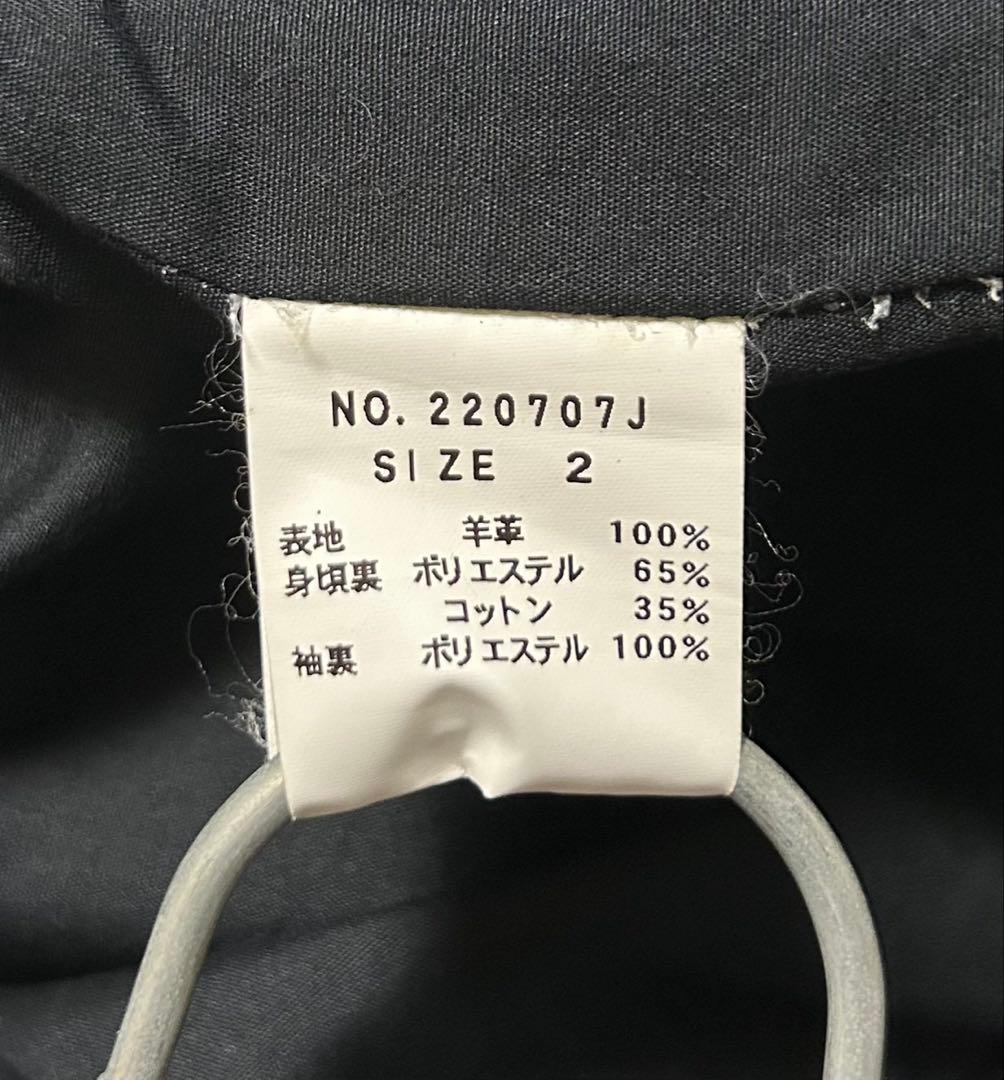 NO. 220707J
SIZE 2
表地 羊革 100%
身頃裏 ポリエステル 65%
コットン 35%
袖裏 ポリエステル 100%